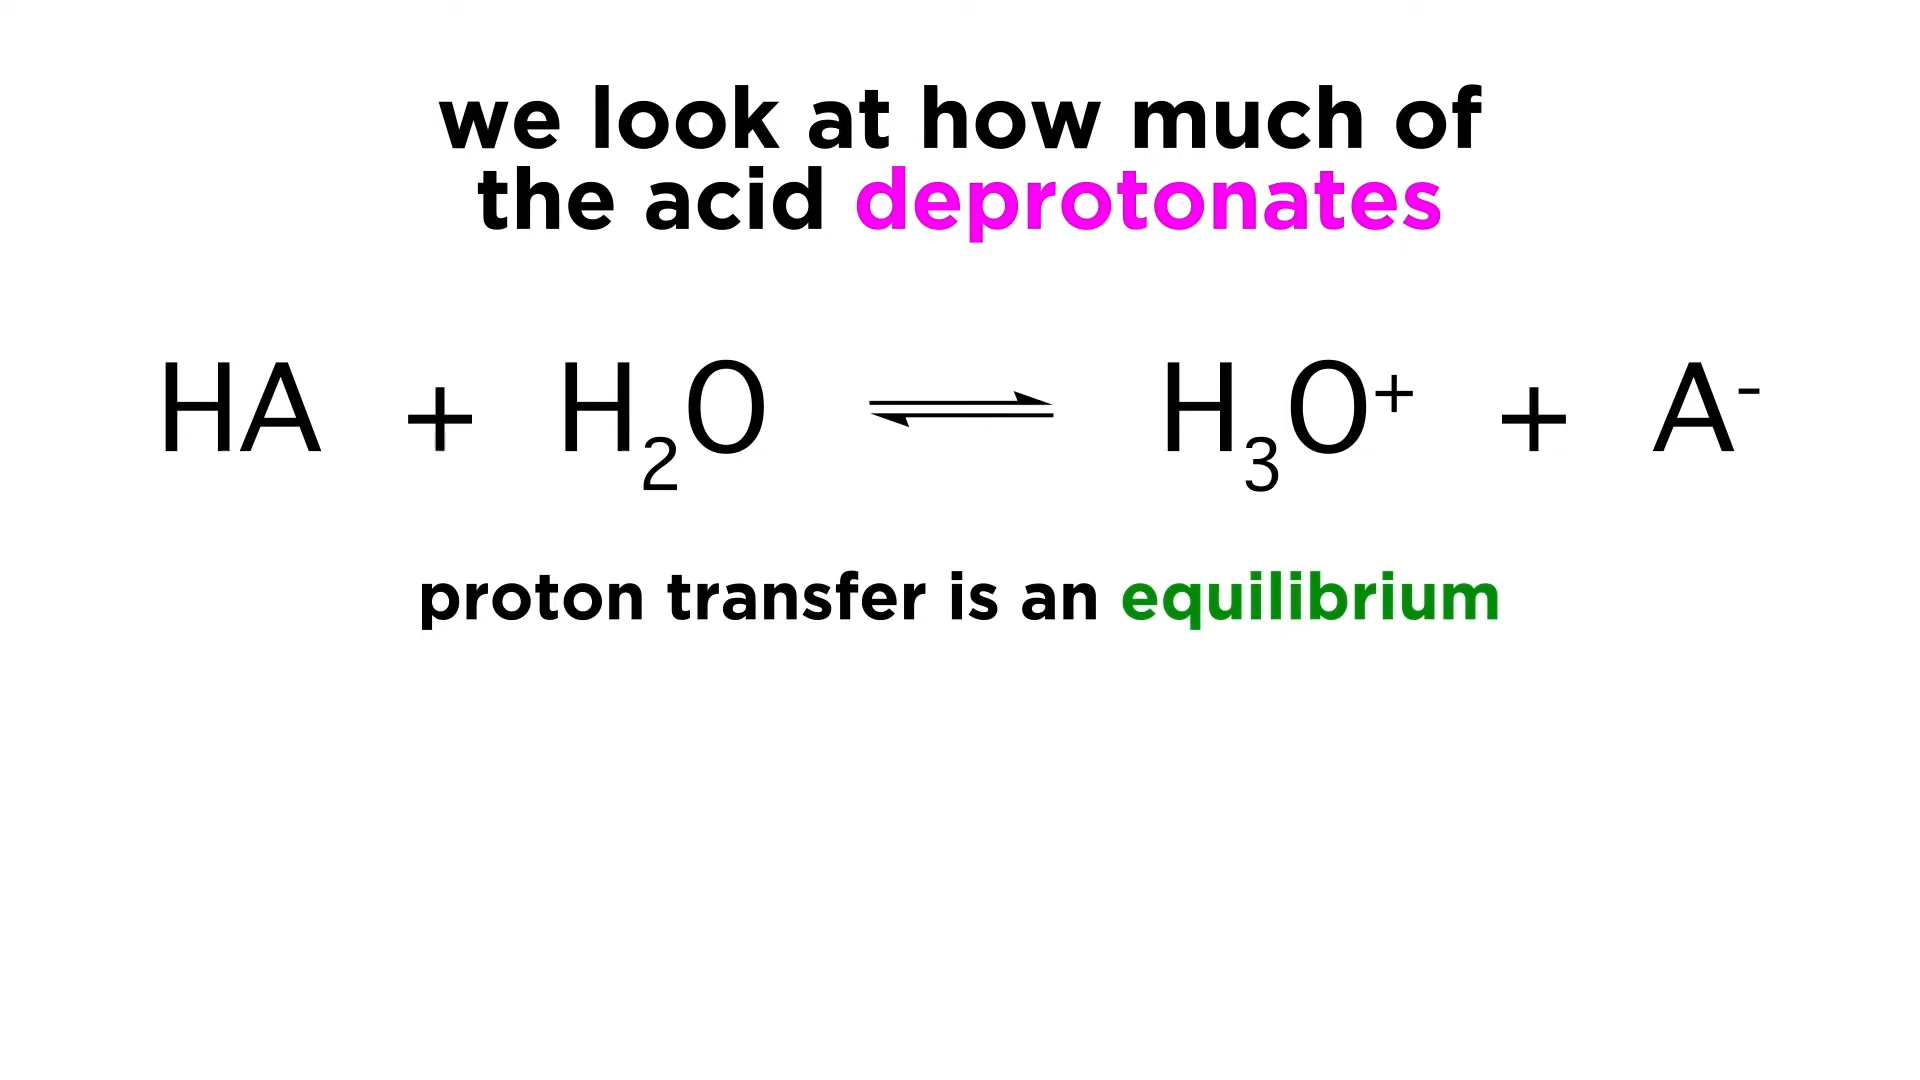 we look at how much of
the acid deprotonates
HA + H₂O ⇌ H₃O⁺ + A⁻
proton transfer is an equilibrium